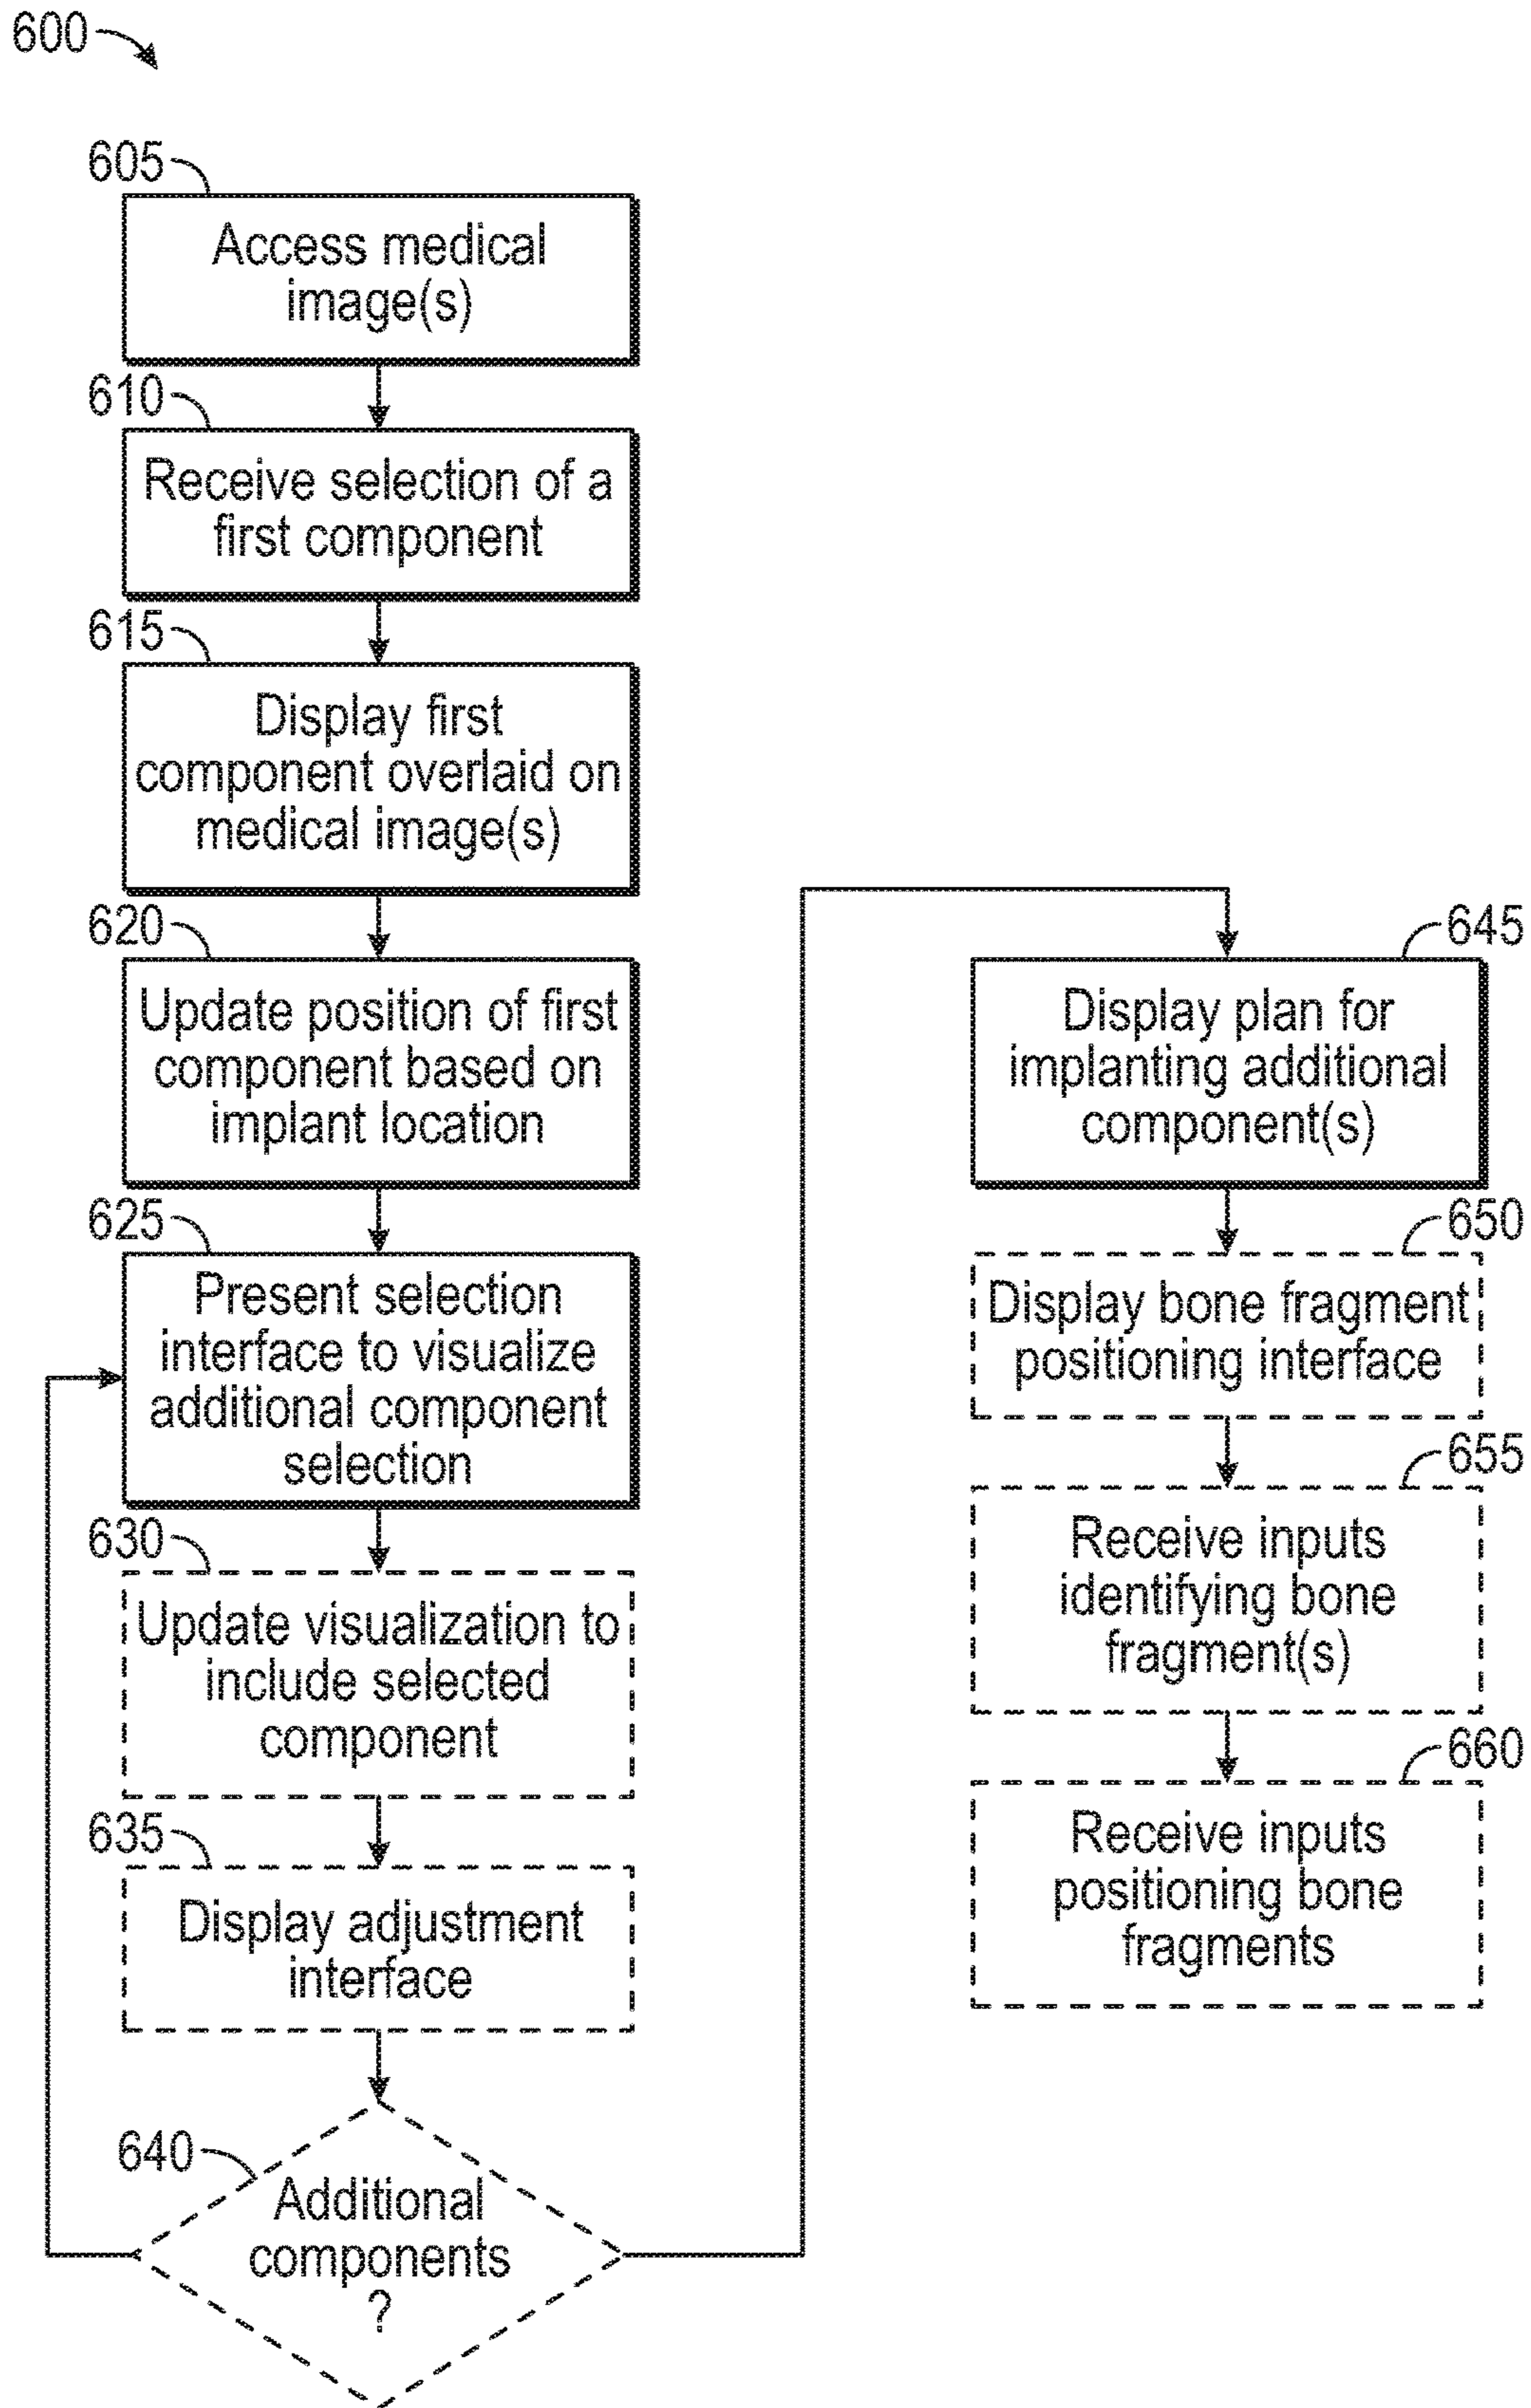 600
605
Access medical
image(s)
610
Receive selection of a
first component
615
Display first
component overlaid on
medical image(s)
620
Update position of first
component based on
implant location
625
Present selection
interface to visualize
additional component
selection
630
Update visualization to
include selected
component
635
Display adjustment
interface
640
Additional
components
?
645
Display plan for
implanting additional
component(s)
650
Display bone fragment
positioning interface
655
Receive inputs
identifying bone
fragment(s)
660
Receive inputs
positioning bone
fragments